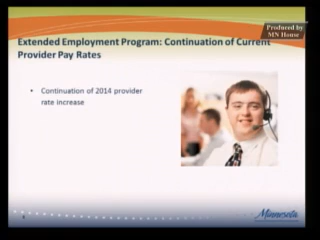 Produced by
MN House
Extended Employment Program: Continuation of Current
Provider Pay Rates
• Continuation of 2014 provider
rate increase
Minnesota